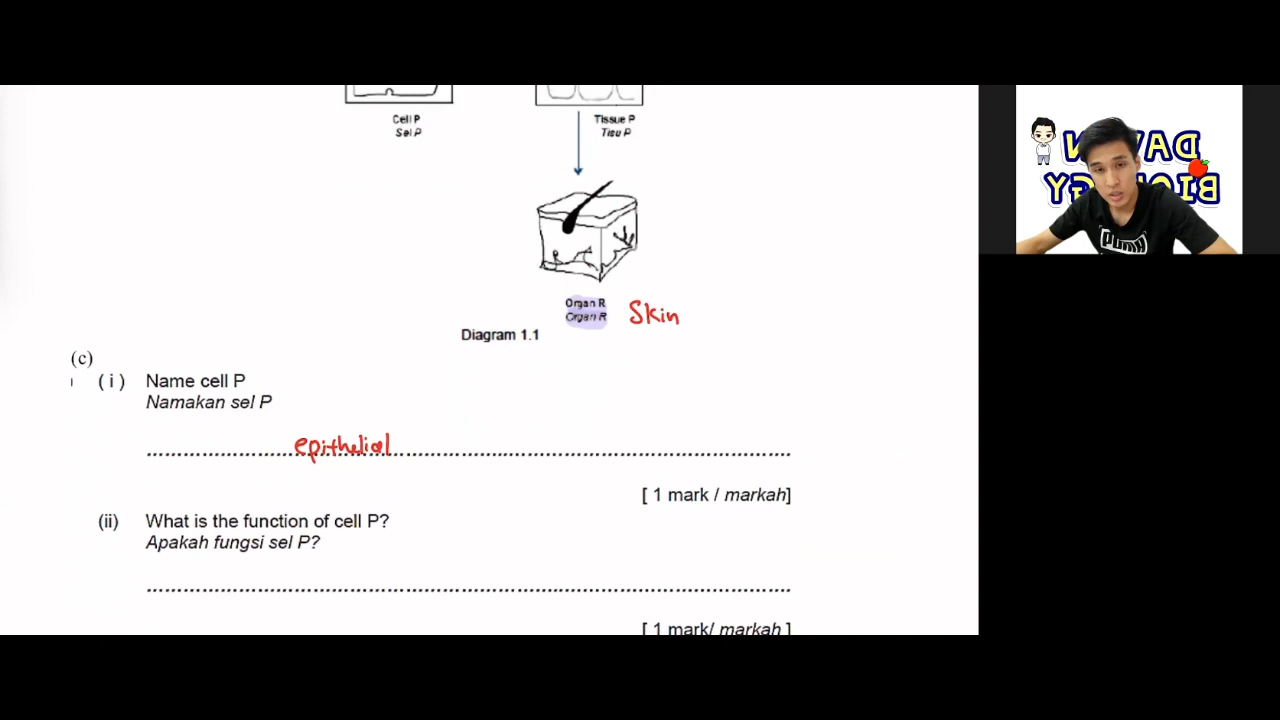 Cell P
Sel P
Tissue P
Tisu P
Organ R
Organ R
Skin
Diagram 1.1
(c)
( i ) Name cell P
Namakan sel P
epithelial
[ 1 mark / markah]
(ii) What is the function of cell P?
Apakah fungsi sel P?
[ 1 mark/ markah ]